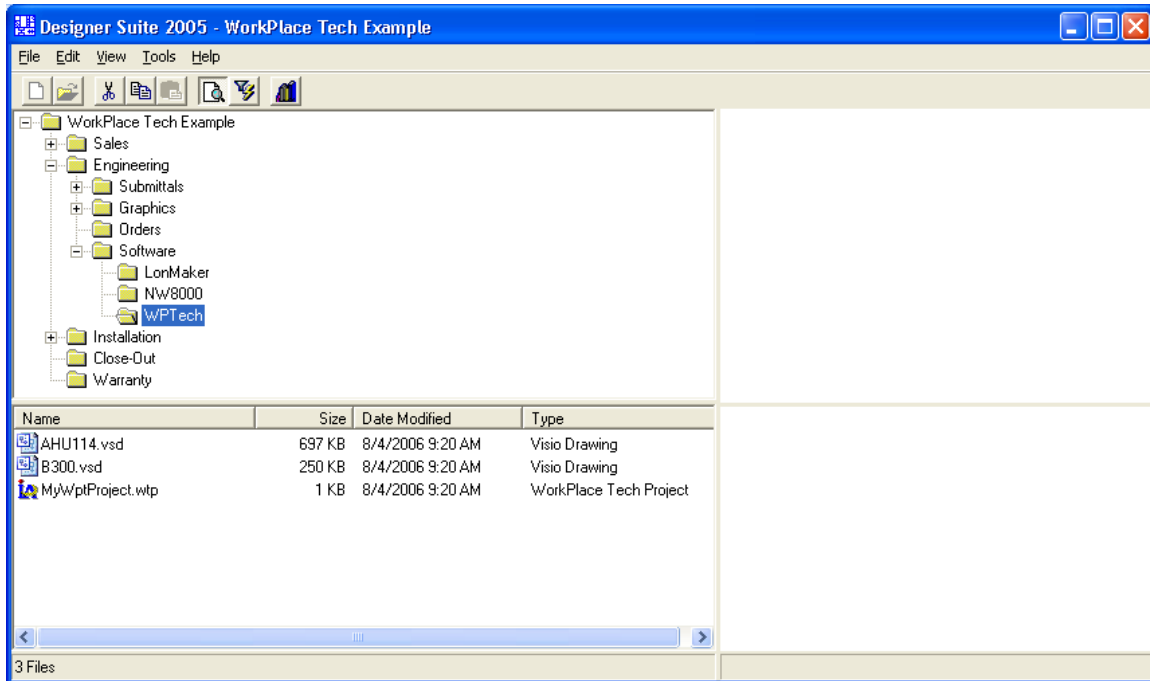 Designer Suite 2005 - WorkPlace Tech Example
File Edit View Tools Help
WorkPlace Tech Example
Sales
Engineering
Submittals
Graphics
Orders
Software
LonMaker
NW8000
WPTech
Installation
Close-Out
Warranty
Name Size Date Modified Type
AHU114.vsd 697 KB 8/4/2006 9:20 AM Visio Drawing
B300.vsd 250 KB 8/4/2006 9:20 AM Visio Drawing
MyWptProject.wtp 1 KB 8/4/2006 9:20 AM WorkPlace Tech Project
3 Files